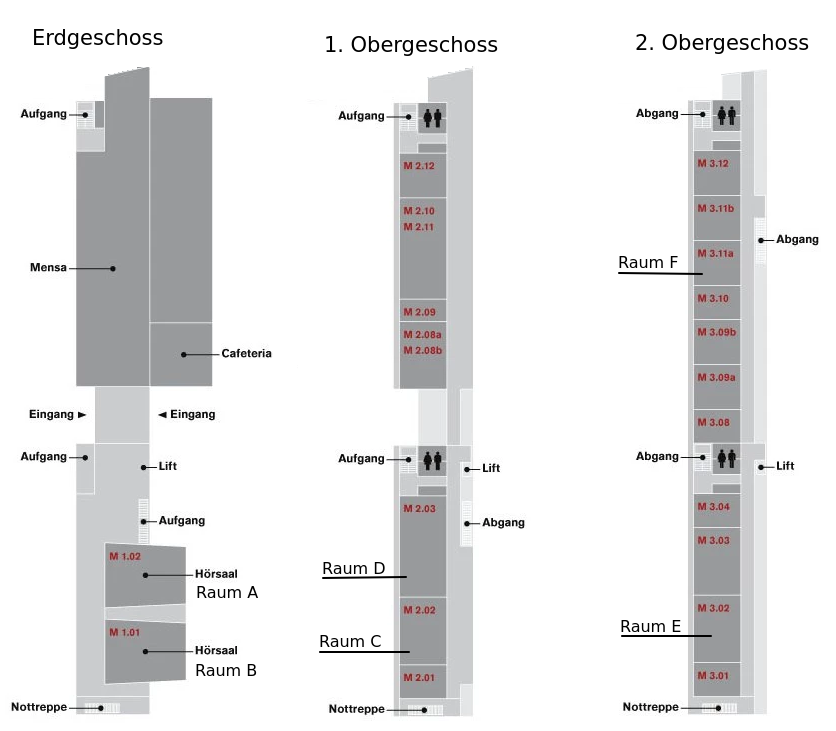 Erdgeschoss
Aufgang
Mensa
Cafeteria
Eingang
Eingang
Aufgang
Lift
Aufgang
M 1.02
Hörsaal
Raum A
M 1.01
Hörsaal
Raum B
Nottreppe
1. Obergeschoss
Aufgang
M 2.12
M 2.10
M 2.11
M 2.09
M 2.08a
M 2.08b
Aufgang
Lift
M 2.03
Abgang
Raum D
M 2.02
Raum C
M 2.01
Nottreppe
2. Obergeschoss
Abgang
M 3.12
M 3.11b
Abgang
M 3.11a
Raum F
M 3.10
M 3.09b
M 3.09a
M 3.08
Abgang
Lift
M 3.04
M 3.03
M 3.02
Raum E
M 3.01
Nottreppe